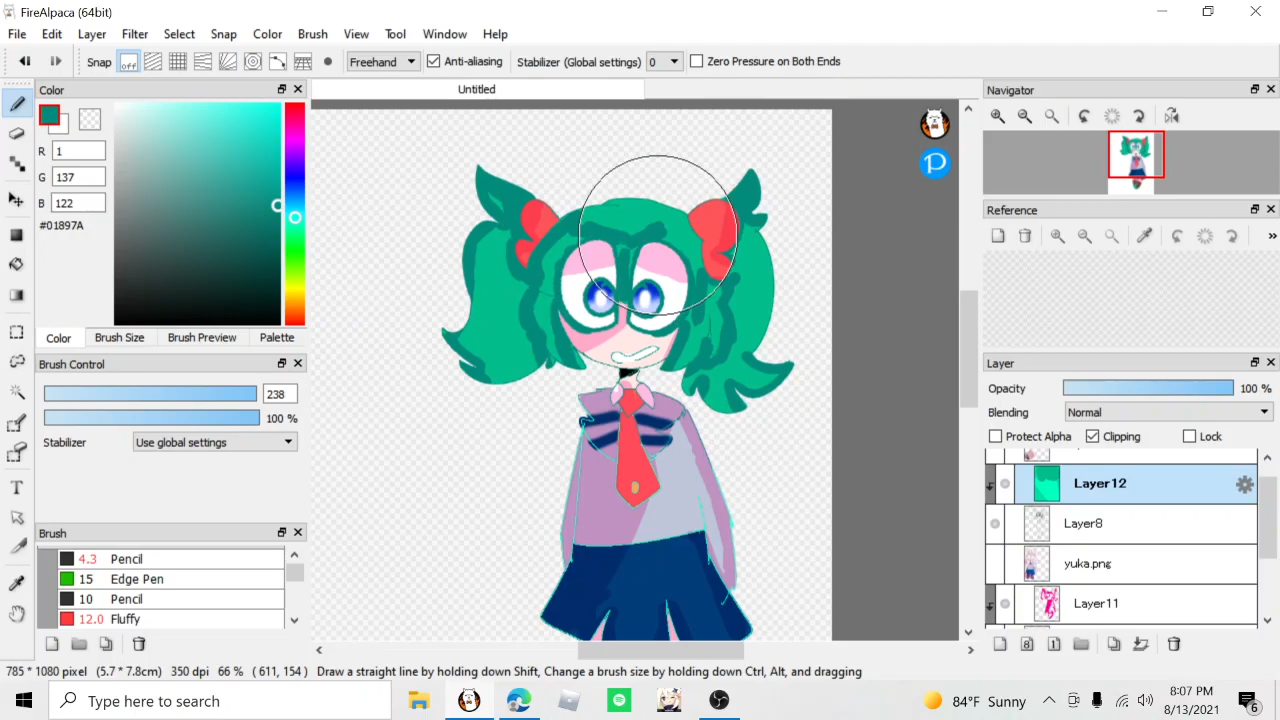 FireAlpaca (64bit)
File Edit Layer Filter Select Snap Color Brush View Tool Window Help
Snap off Freehand Anti-aliasing Stabilizer (Global settings) 0 Zero Pressure on Both Ends
Color
Untitled
Navigator
R 1
G 137
B 122
#01897A
Reference
Color Brush Size Brush Preview Palette
Brush Control
238
100 %
Stabilizer Use global settings
Layer
Opacity 100 %
Blending Normal
Protect Alpha Clipping Lock
Layer12
Layer8
yuka.png
Layer11
Brush
4.3 Pencil
15 Edge Pen
10 Pencil
12.0 Fluffy
785 * 1080 pixel (5.7 * 7.8cm) 350 dpi 66 % ( 611, 154 ) Draw a straight line by holding down Shift, Change a brush size by holding down Ctrl, Alt, and dragging
Type here to search
84°F Sunny
8:07 PM
8/13/2021
6